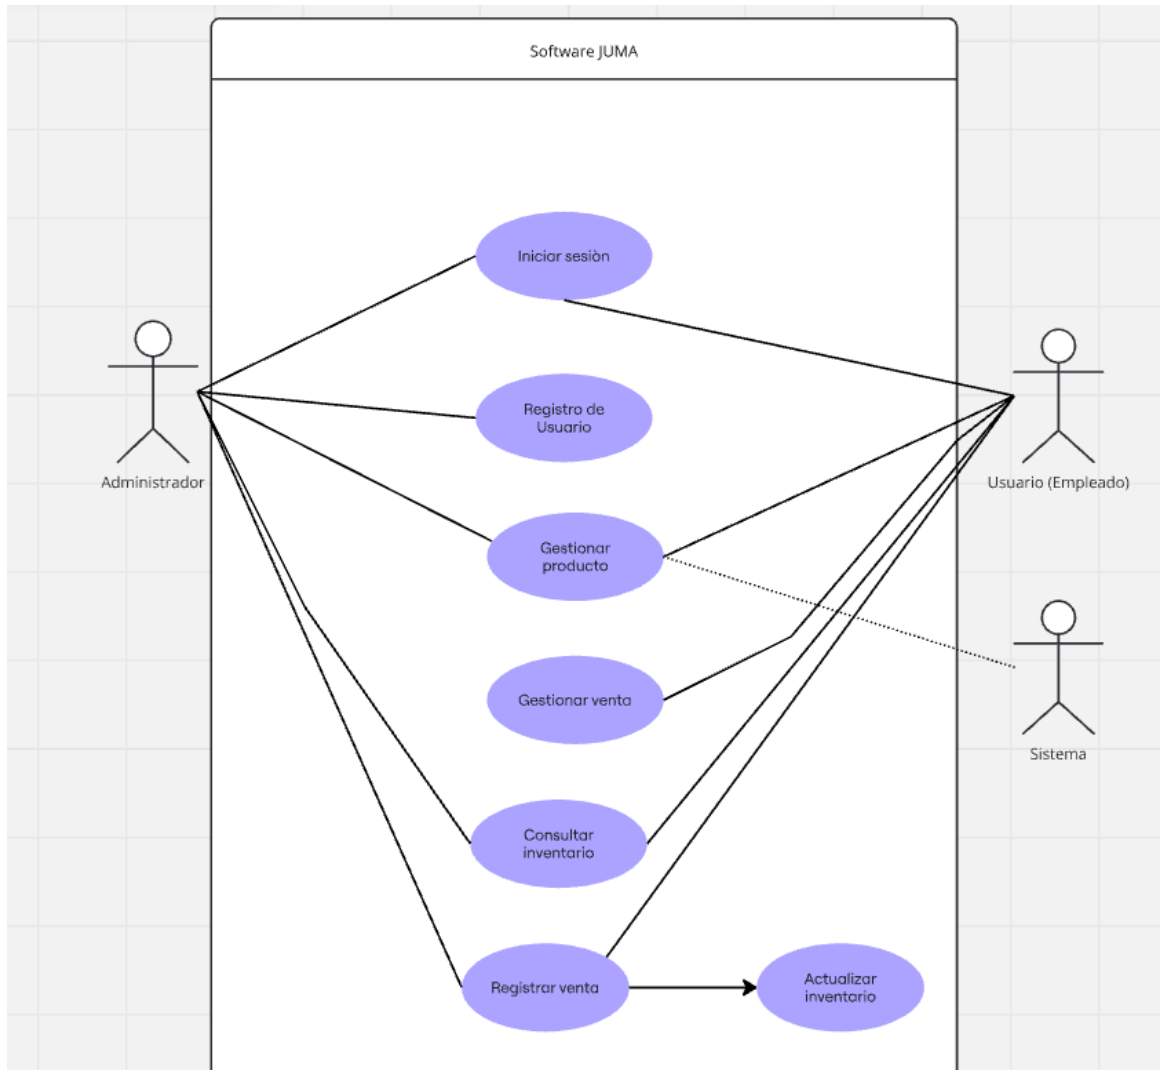 Software JUMA
Iniciar sesiòn
Registro de
Usuario
Administrador
Usuario (Empleado)
Gestionar
producto
Gestionar venta
Sistema
Consultar
inventario
Registrar venta
Actualizar
inventario